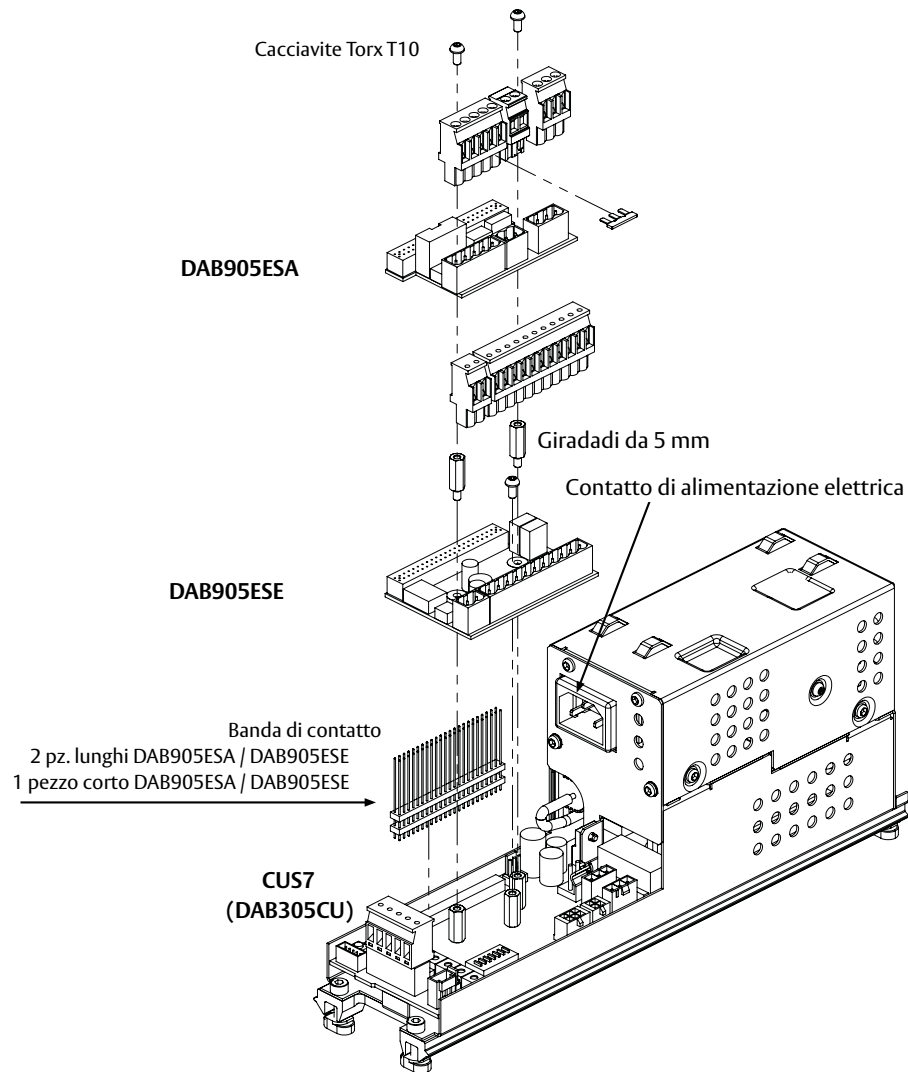 Cacciavite Torx T10
DAB905ESA
Giradadi da 5 mm
Contatto di alimentazione elettrica
DAB905ESE
Banda di contatto
2 pz. lunghi DAB905ESA / DAB905ESE
1 pezzo corto DAB905ESA / DAB905ESE
CUS7
(DAB305CU)